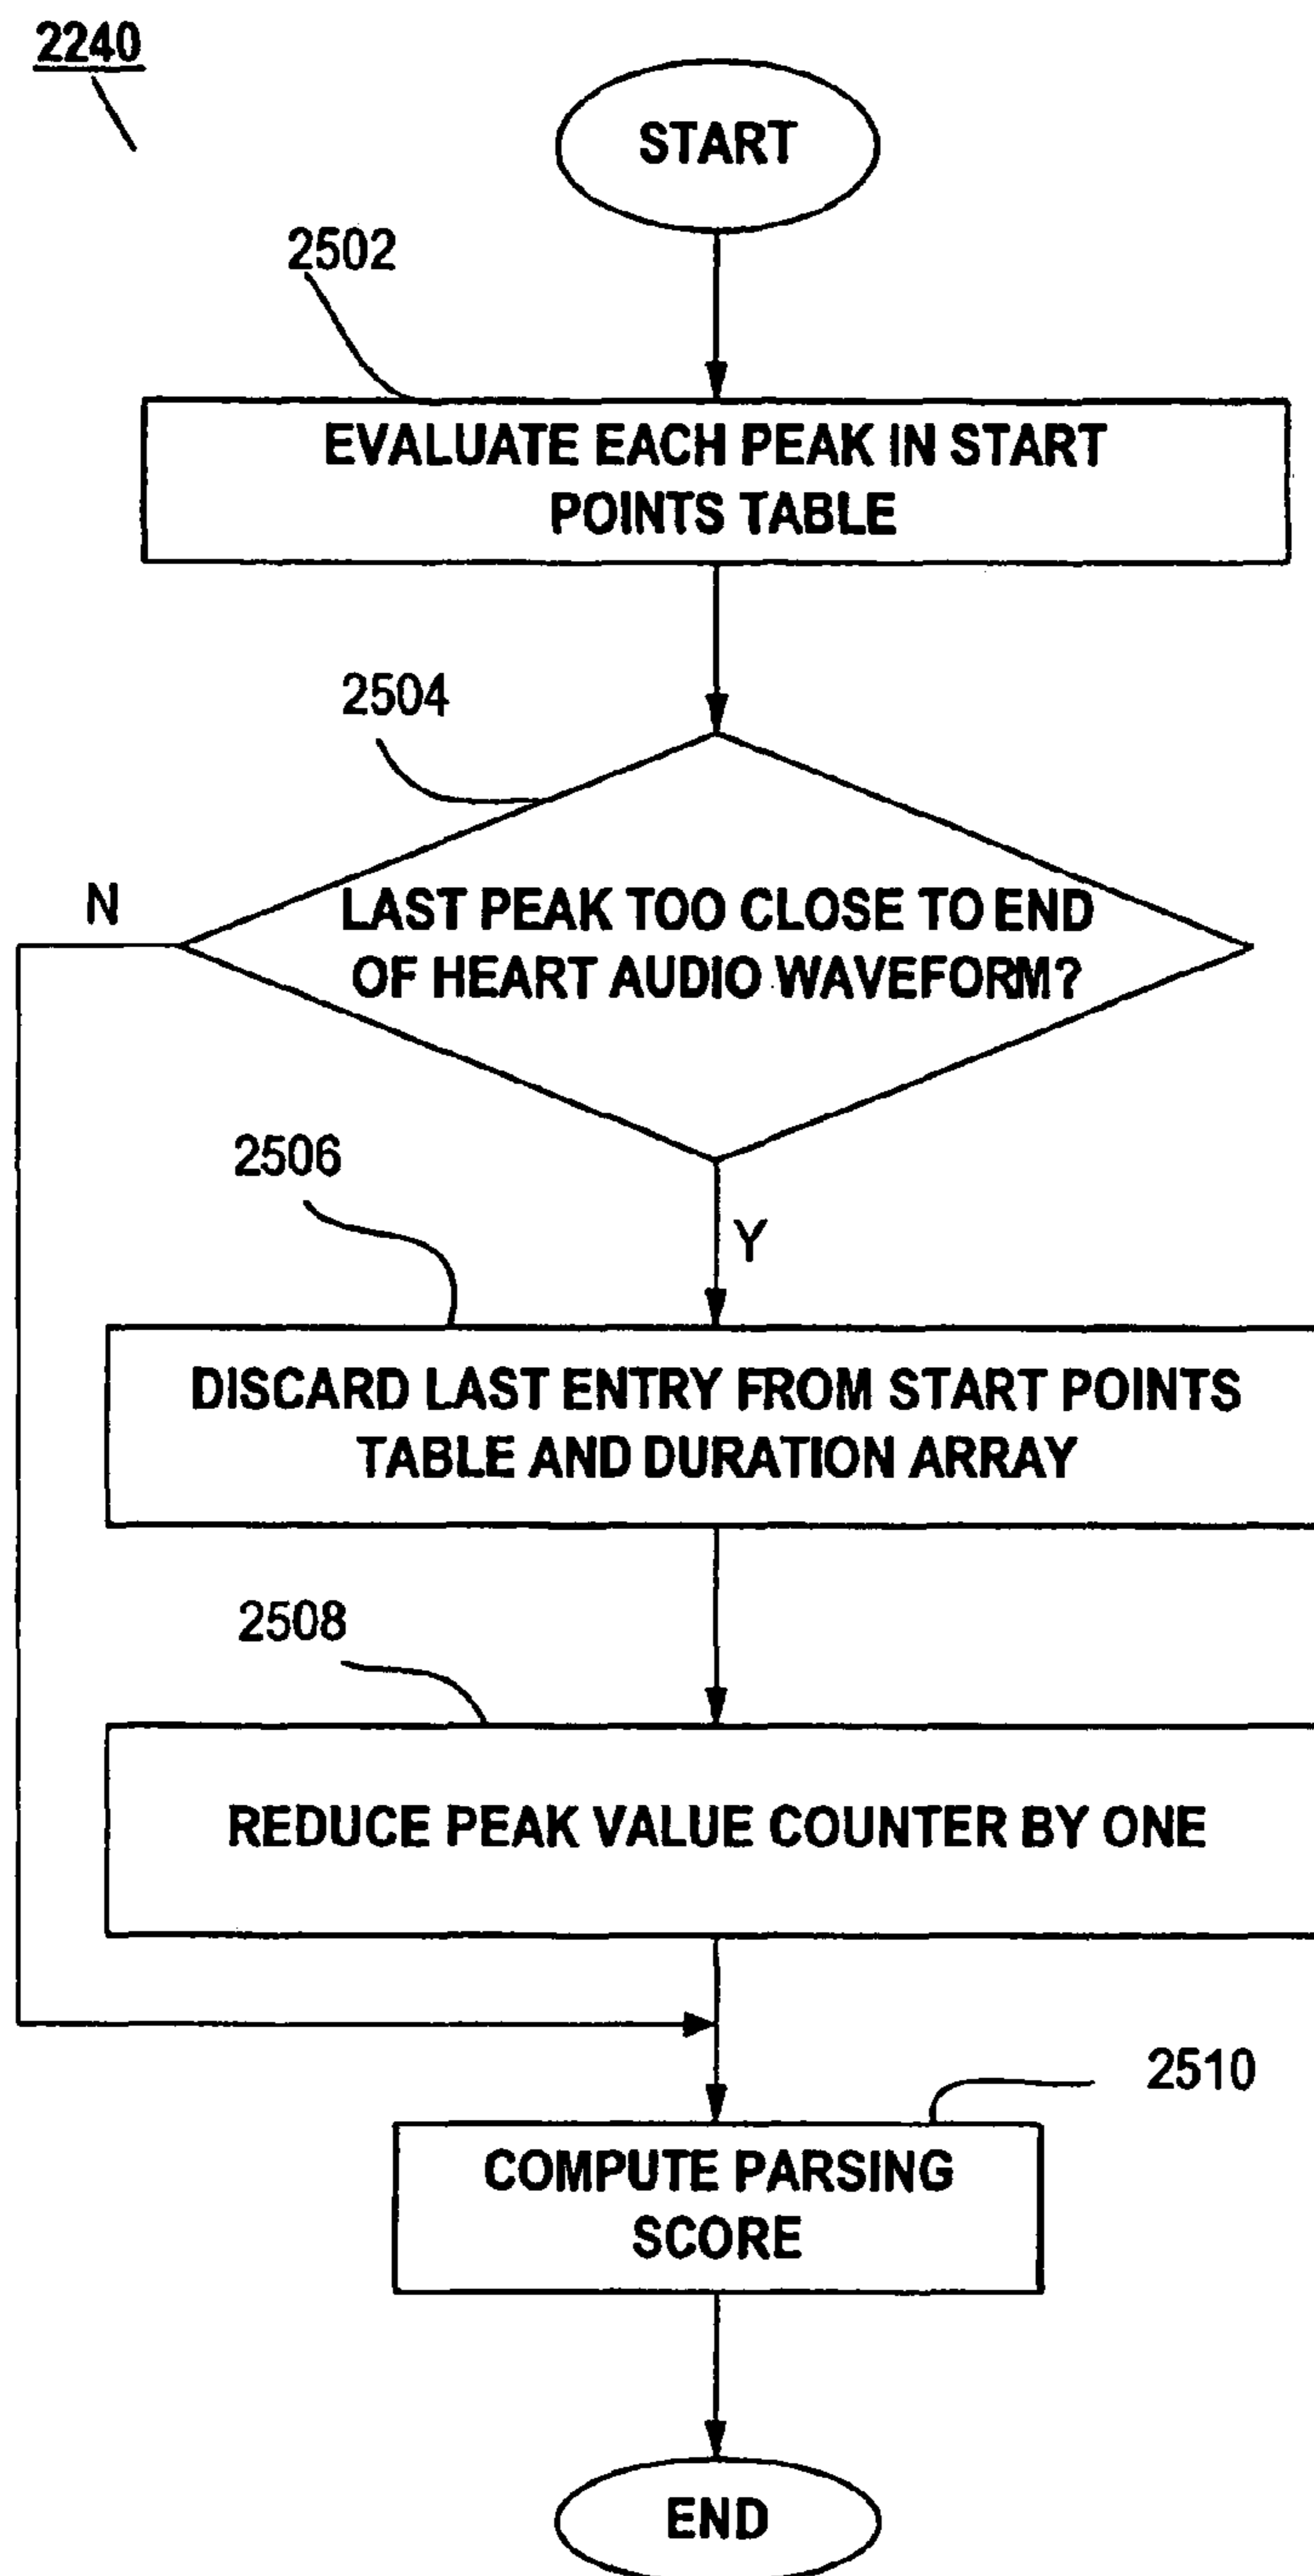 2240
START
2502
EVALUATE EACH PEAK IN START
POINTS TABLE
2504
N
LAST PEAK TOO CLOSE TO END
OF HEART AUDIO WAVEFORM?
2506
Y
DISCARD LAST ENTRY FROM START POINTS
TABLE AND DURATION ARRAY
2508
REDUCE PEAK VALUE COUNTER BY ONE
2510
COMPUTE PARSING
SCORE
END